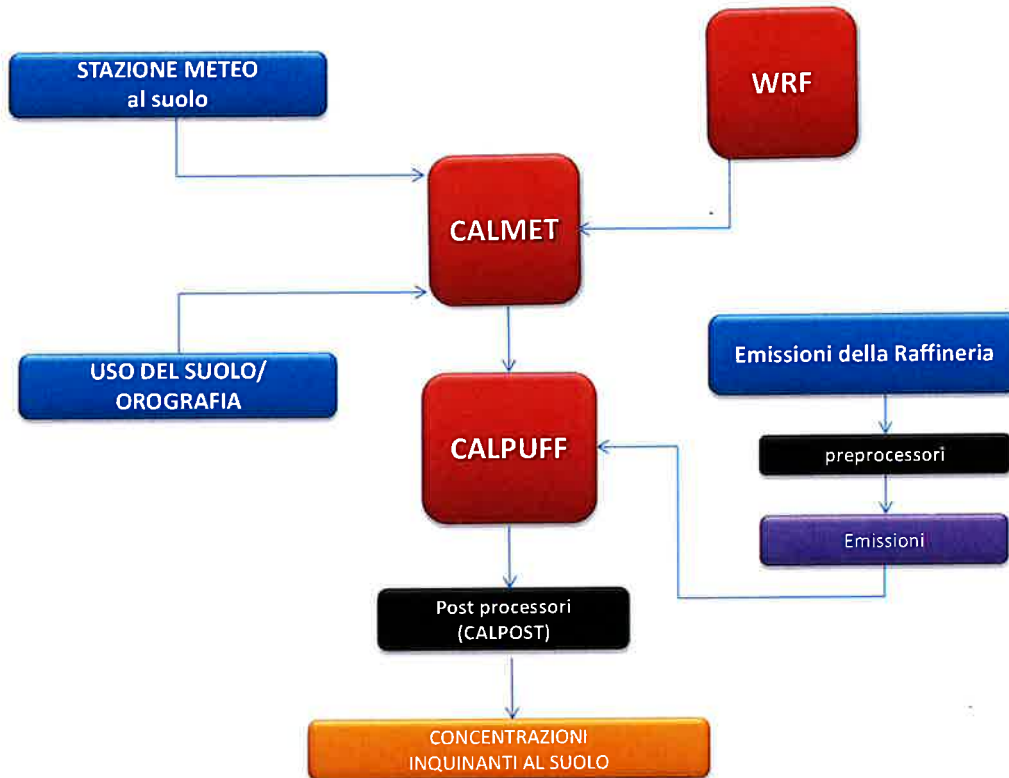 STAZIONE METEO
al suolo
WRF
CALMET
USO DEL SUOLO/
OROGRAFIA
Emissioni della Raffineria
CALPUFF
preprocessori
Emissioni
Post processori
(CALPOST)
CONCENTRAZIONI
INQUINANTI AL SUOLO